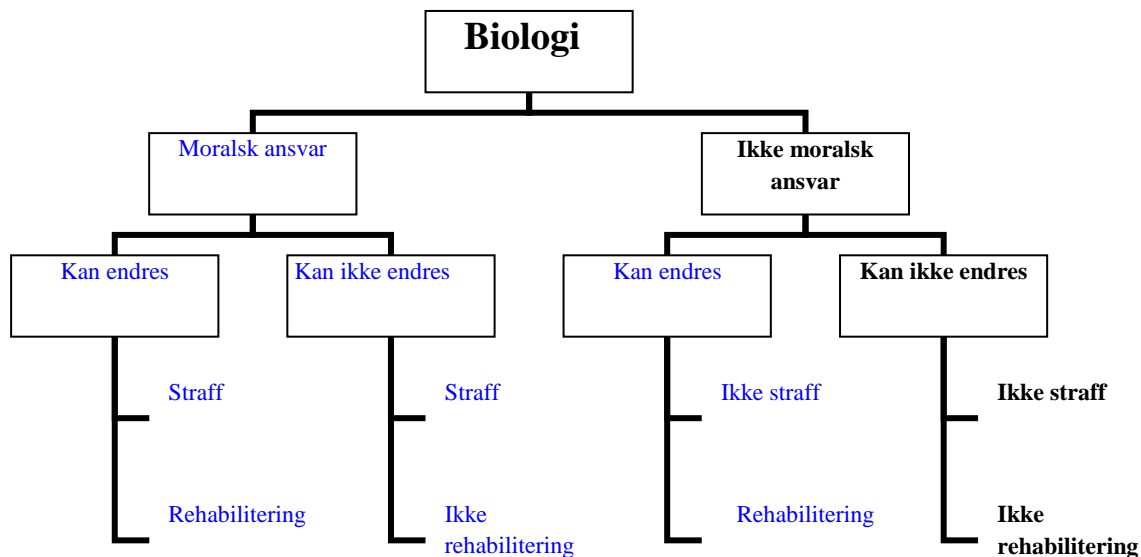 Biologi
Moralsk ansvar
Ikke moralsk
ansvar
Kan endres
Kan ikke endres
Kan endres
Kan ikke endres
Straff
Straff
Ikke straff
Ikke straff
Rehabilitering
Ikke
rehabilitering
Rehabilitering
Ikke
rehabilitering